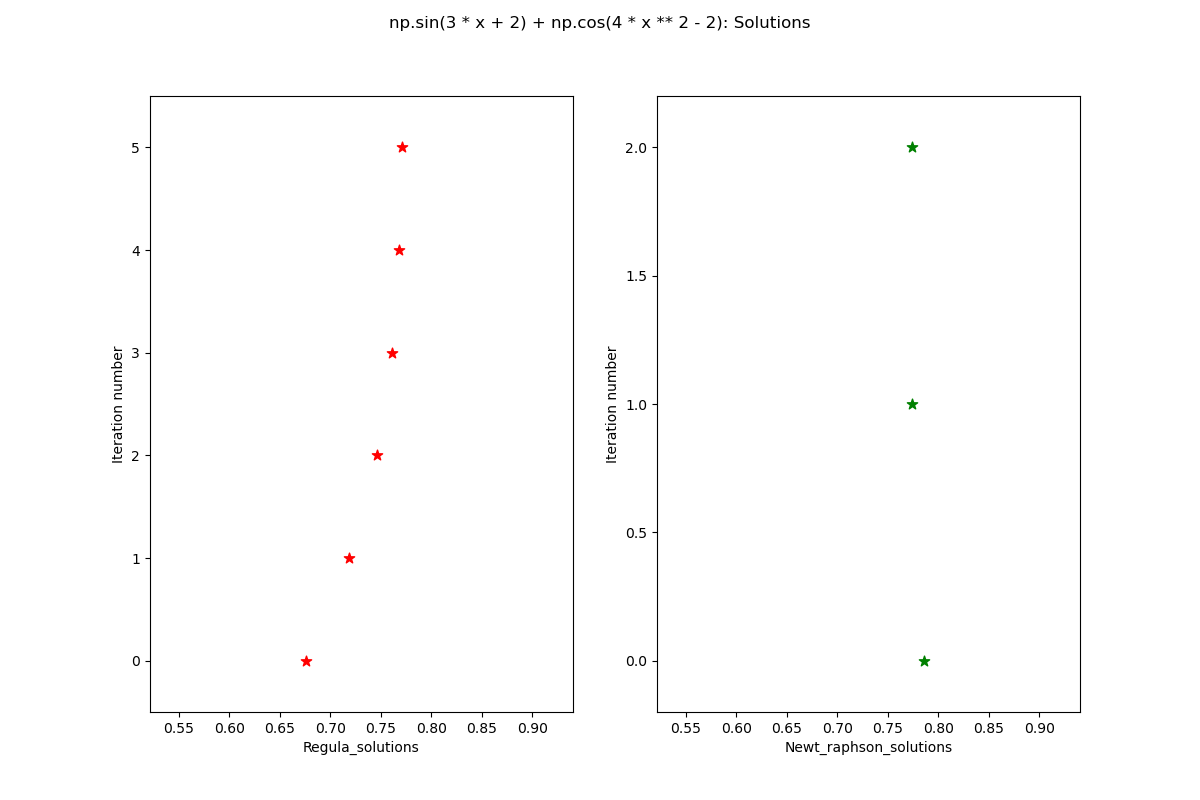 np.sin(3 * x + 2) + np.cos(4 * x ** 2 - 2): Solutions
Iteration number
5
4
3
2
1
0
0.55 0.60 0.65 0.70 0.75 0.80 0.85 0.90
Regula_solutions
Iteration number
2.0
1.5
1.0
0.5
0.0
0.55 0.60 0.65 0.70 0.75 0.80 0.85 0.90
Newt_raphson_solutions